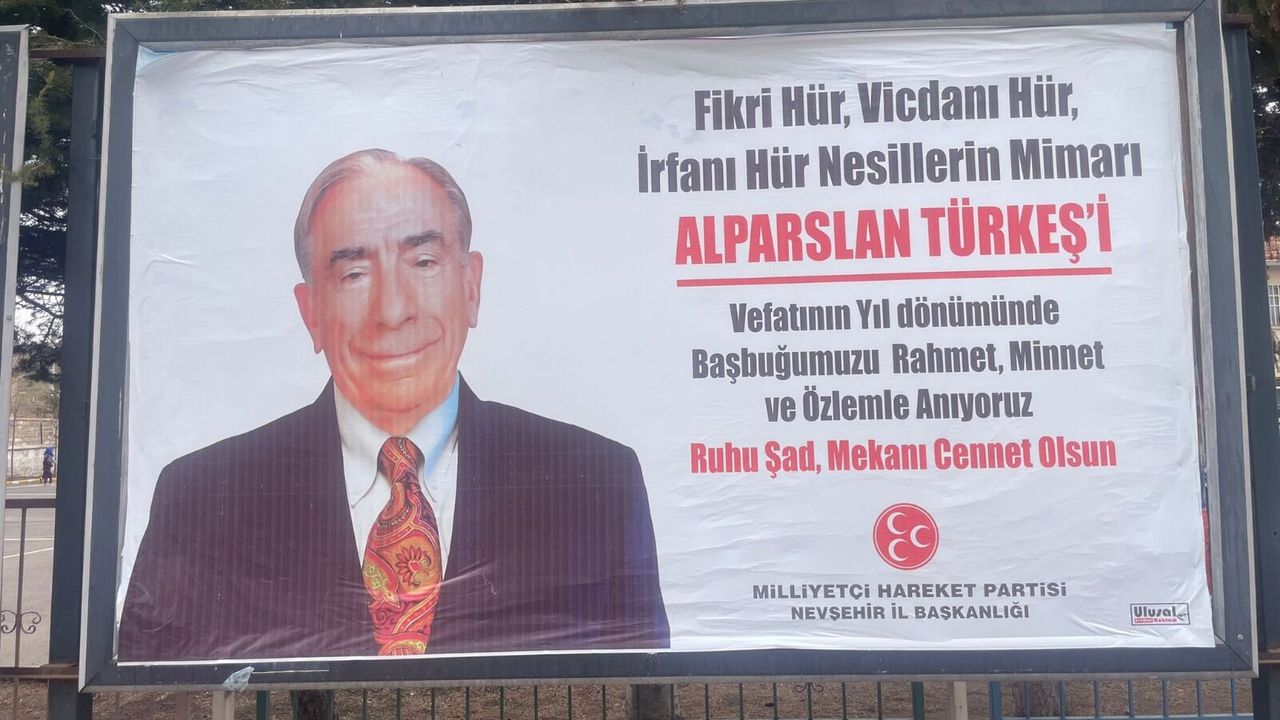 Fikri Hür, Vicdanı Hür,
İrfanı Hür Nesillerin Mimarı
ALPARSLAN TÜRKEŞ'İ
Vefatının Yıl dönümünde
Başbuğumuzu Rahmet, Minnet
ve Özlemle Anıyoruz
Ruhu Şad, Mekanı Cennet Olsun
MİLLİYETÇİ HAREKET PARTİSİ
NEVŞEHİR İL BAŞKANLIĞI
Ulusal
Reklam